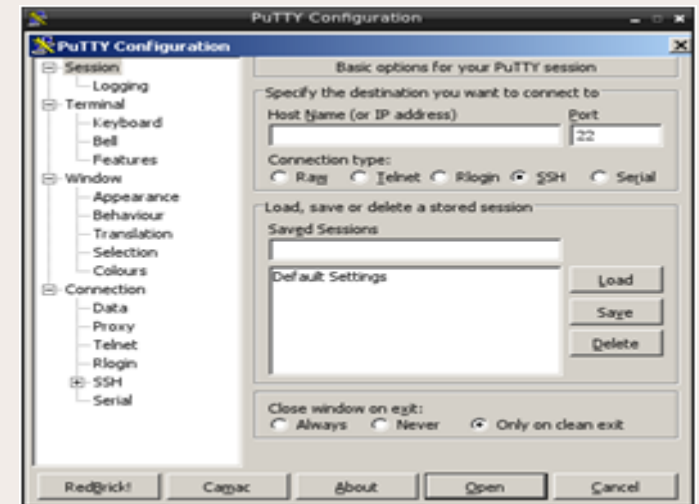 PuTTY Configuration
PuTTY Configuration
Session
Logging
Terminal
Keyboard
Bell
Features
Window
Appearance
Behaviour
Translation
Selection
Colours
Connection
Data
Proxy
Telnet
Rlogin
SSH
Serial
Basic options for your PuTTY session
Specify the destination you want to connect to
Host Name (or IP address) Port
22
Connection type:
Raw Telnet Rlogin SSH Serial
Load, save or delete a stored session
Saved Sessions
Default Settings
Load
Save
Delete
Close window on exit:
Always Never Only on clean exit
RedBrick! Camac About Open Cancel